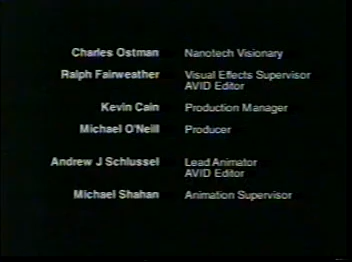 Charles Ostman Nanotech Visionary
Ralph Fairweather Visual Effects Supervisor
AVID Editor
Kevin Cain Production Manager
Michael O'Neill Producer
Andrew J Schlussel Lead Animator
AVID Editor
Michael Shahan Animation Supervisor